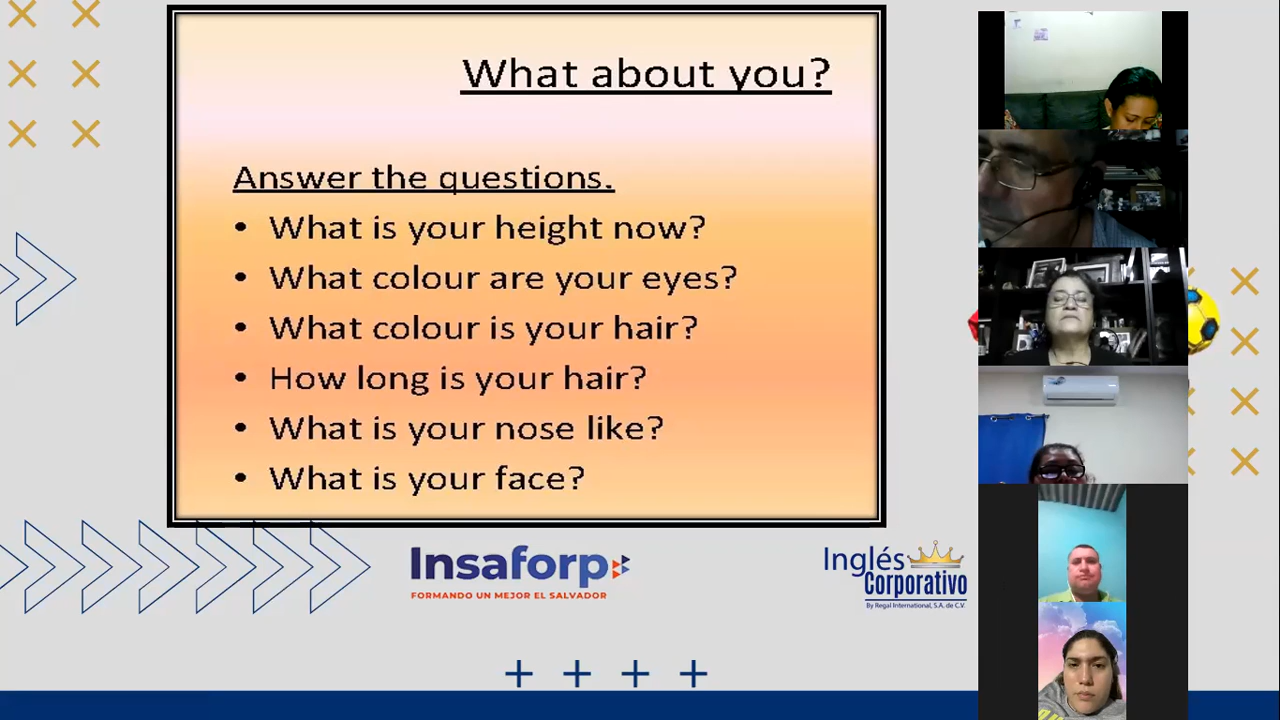 What about you?
Answer the questions.
• What is your height now?
• What colour are your eyes?
• What colour is your hair?
• How long is your hair?
• What is your nose like?
• What is your face?
Insaforp
FORMANDO UN MEJOR EL SALVADOR
Inglés
Corporativo
By Regal International, S.A. de C.V.